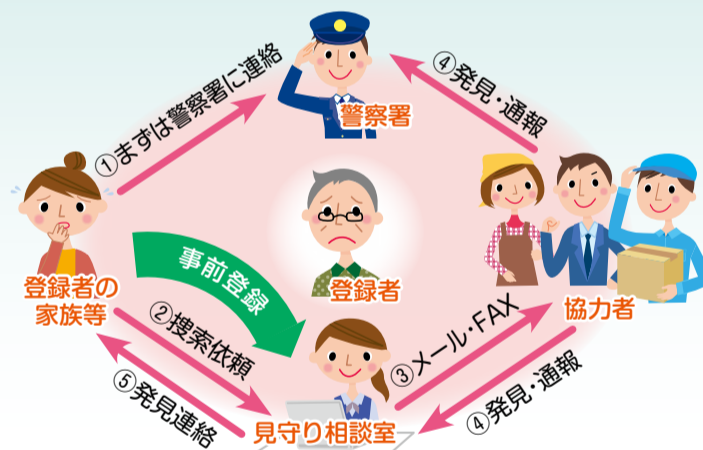 ①まずは警察署に連絡
警察署
④発見・通報
登録者の
家族等
事前登録
登録者
協力者
②捜索依頼
⑤発見連絡
見守り相談室
③メール・FAX
④発見・通報